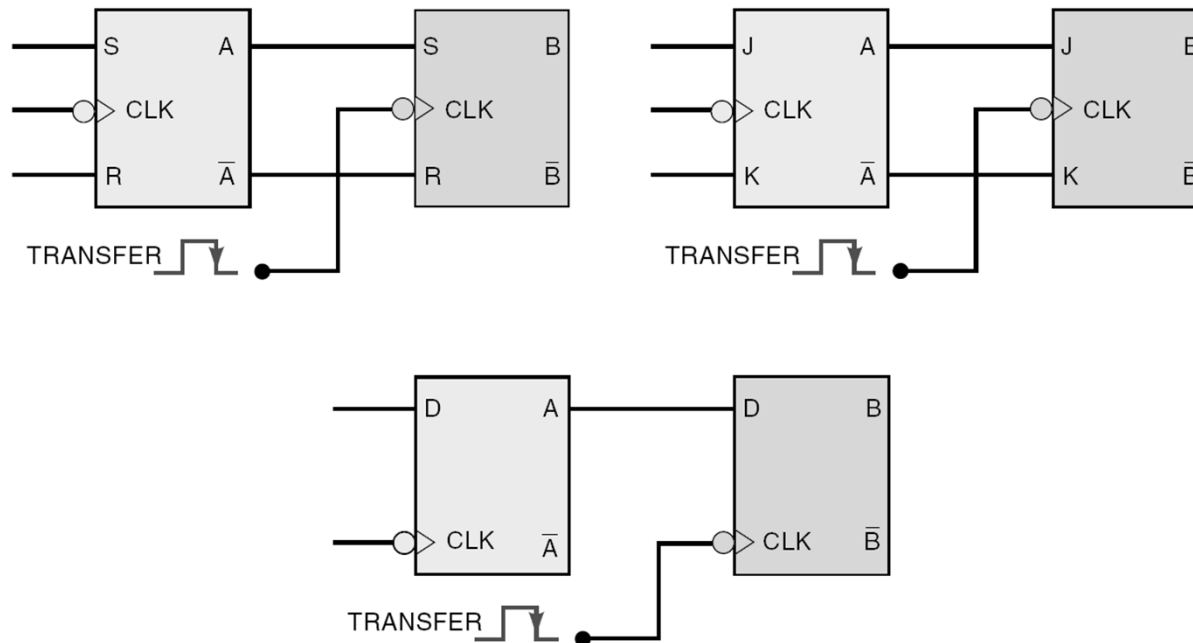 S A S B J A J B
CLK CLK CLK CLK
R A̅ R B̅ K A̅ K B̅
TRANSFER TRANSFER
D A D B
CLK A̅ CLK B̅
TRANSFER